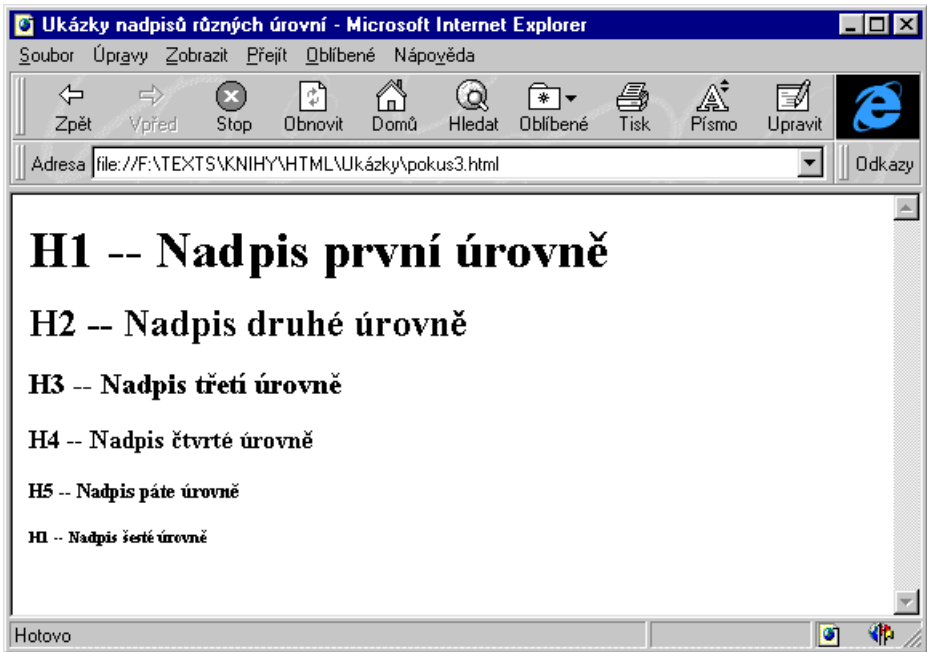 Ukázky nadpisů různých úrovní - Microsoft Internet Explorer
Soubor Úpravy Zobrazit Přejít Oblíbené Nápověda
Zpět Vpřed Stop Obnovit Domů Hledat Oblíbené Tisk Písmo Upravit
Adresa file://F:\TEXTS\KNIHY\HTML\Ukázky\pokus3.html Odkazy
H1 -- Nadpis první úrovně
H2 -- Nadpis druhé úrovně
H3 -- Nadpis třetí úrovně
H4 -- Nadpis čtvrté úrovně
H5 -- Nadpis páte úrovně
H1 -- Nadpis šesté úrovně
Hotovo